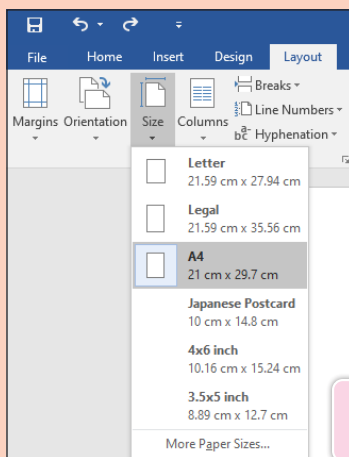 File Home Insert Design Layout
Margins Orientation Size Columns
Breaks
Line Numbers
Hyphenation
Letter
21.59 cm x 27.94 cm
Legal
21.59 cm x 35.56 cm
A4
21 cm x 29.7 cm
Japanese Postcard
10 cm x 14.8 cm
4x6 inch
10.16 cm x 15.24 cm
3.5x5 inch
8.89 cm x 12.7 cm
More Paper Sizes...